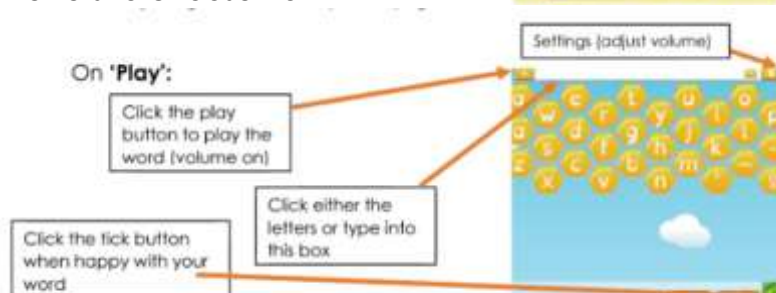 Settings (adjust volume)
On 'Play':
Click the play
button to play the
word (volume on)
Click either the
letters or type into
this box
Click the tick button
when happy with your
word
e t u o
w r y i p
a d g j l
s f h k
z c b m -
x v n '